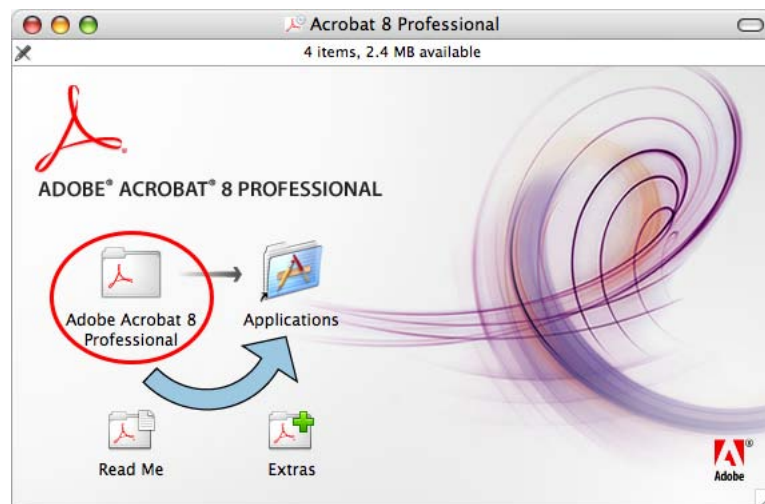 Acrobat 8 Professional
4 items, 2.4 MB available
ADOBE® ACROBAT® 8 PROFESSIONAL
Adobe Acrobat 8
Professional
Applications
Read Me
Extras
Adobe